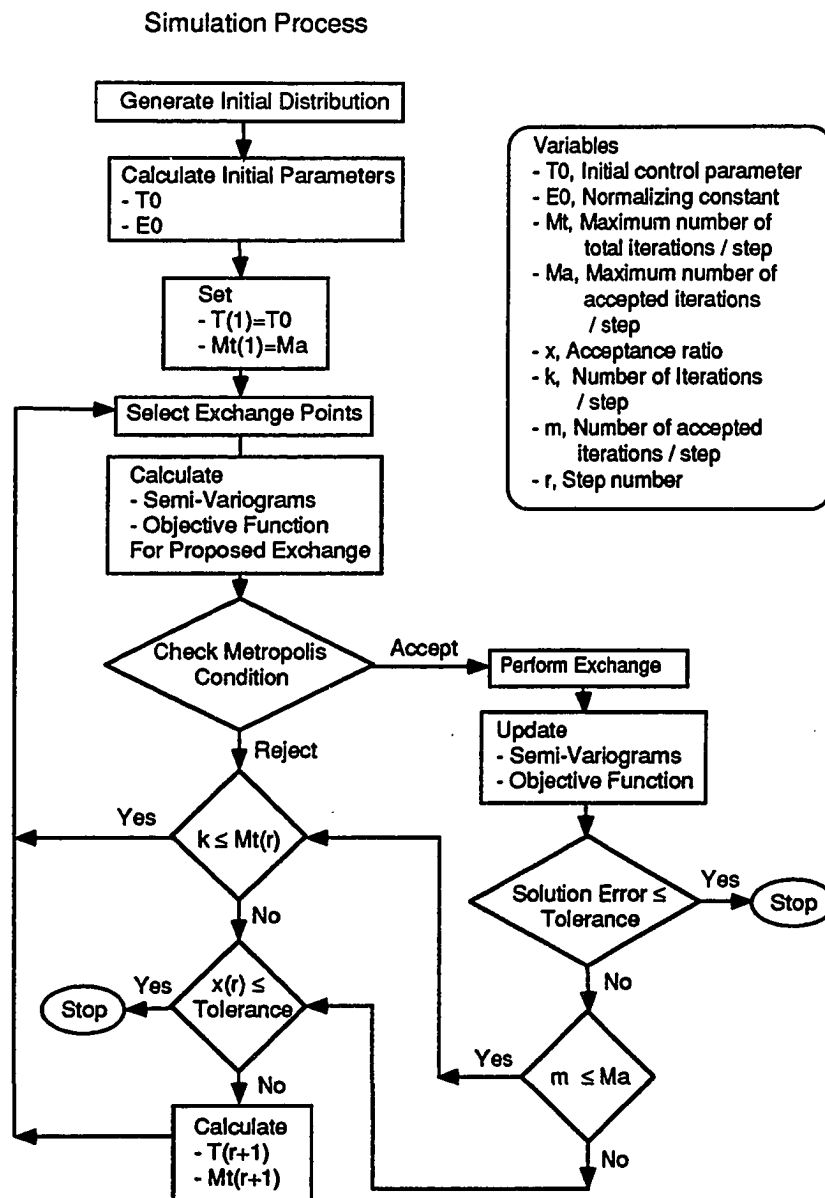 Simulation Process
Generate Initial Distribution
Calculate Initial Parameters
- T0
- E0
Set
- T(1)=T0
- Mt(1)=Ma
Select Exchange Points
Calculate
- Semi-Variograms
- Objective Function
For Proposed Exchange
Check Metropolis
Condition
Accept
Reject
Perform Exchange
Update
- Semi-Variograms
- Objective Function
Solution Error ≤
Tolerance
Yes
Stop
No
m ≤ Ma
Yes
No
k ≤ Mt(r)
Yes
No
x(r) ≤
Tolerance
Yes
Stop
No
Calculate
- T(r+1)
- Mt(r+1)
Variables
- T0, Initial control parameter
- E0, Normalizing constant
- Mt, Maximum number of
total iterations / step
- Ma, Maximum number of
accepted iterations
/ step
- x, Acceptance ratio
- k, Number of Iterations
/ step
- m, Number of accepted
iterations / step
- r, Step number